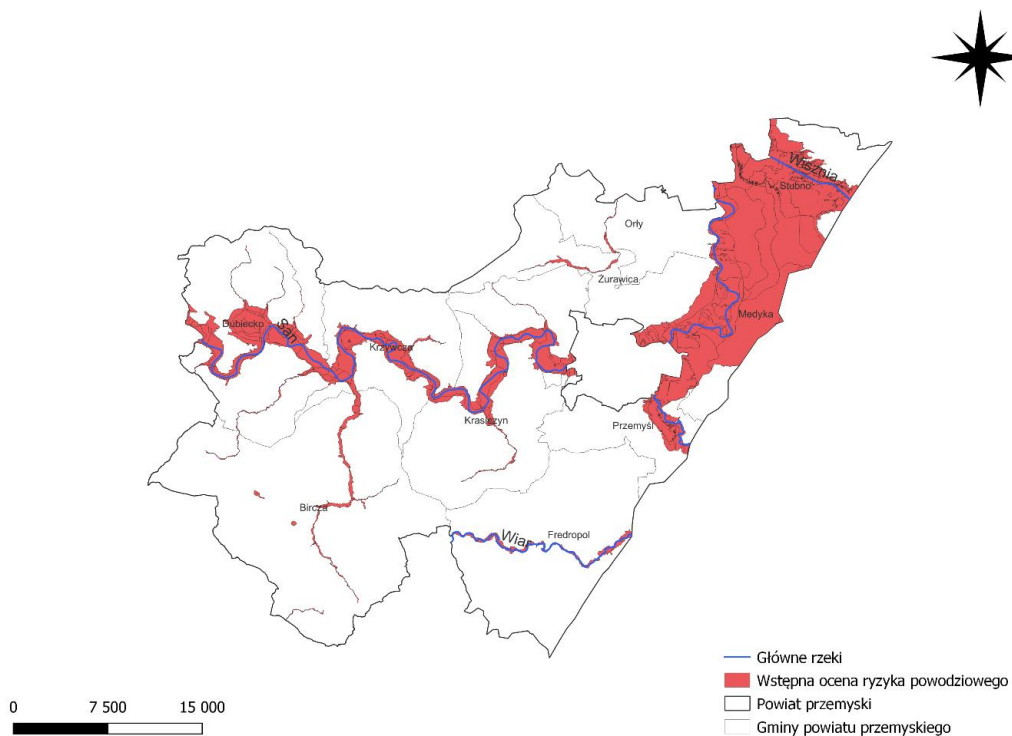 Wisznia
Stubno
Orły
Żurawica
Medyka
Dubiecko
San
Krzywcza
Krasiczyn
Przemyśl
Bircza
Wiar
Fredropol
Główne rzeki
Wstępna ocena ryzyka powodziowego
Powiat przemyski
Gminy powiatu przemyskiego
0 7 500 15 000